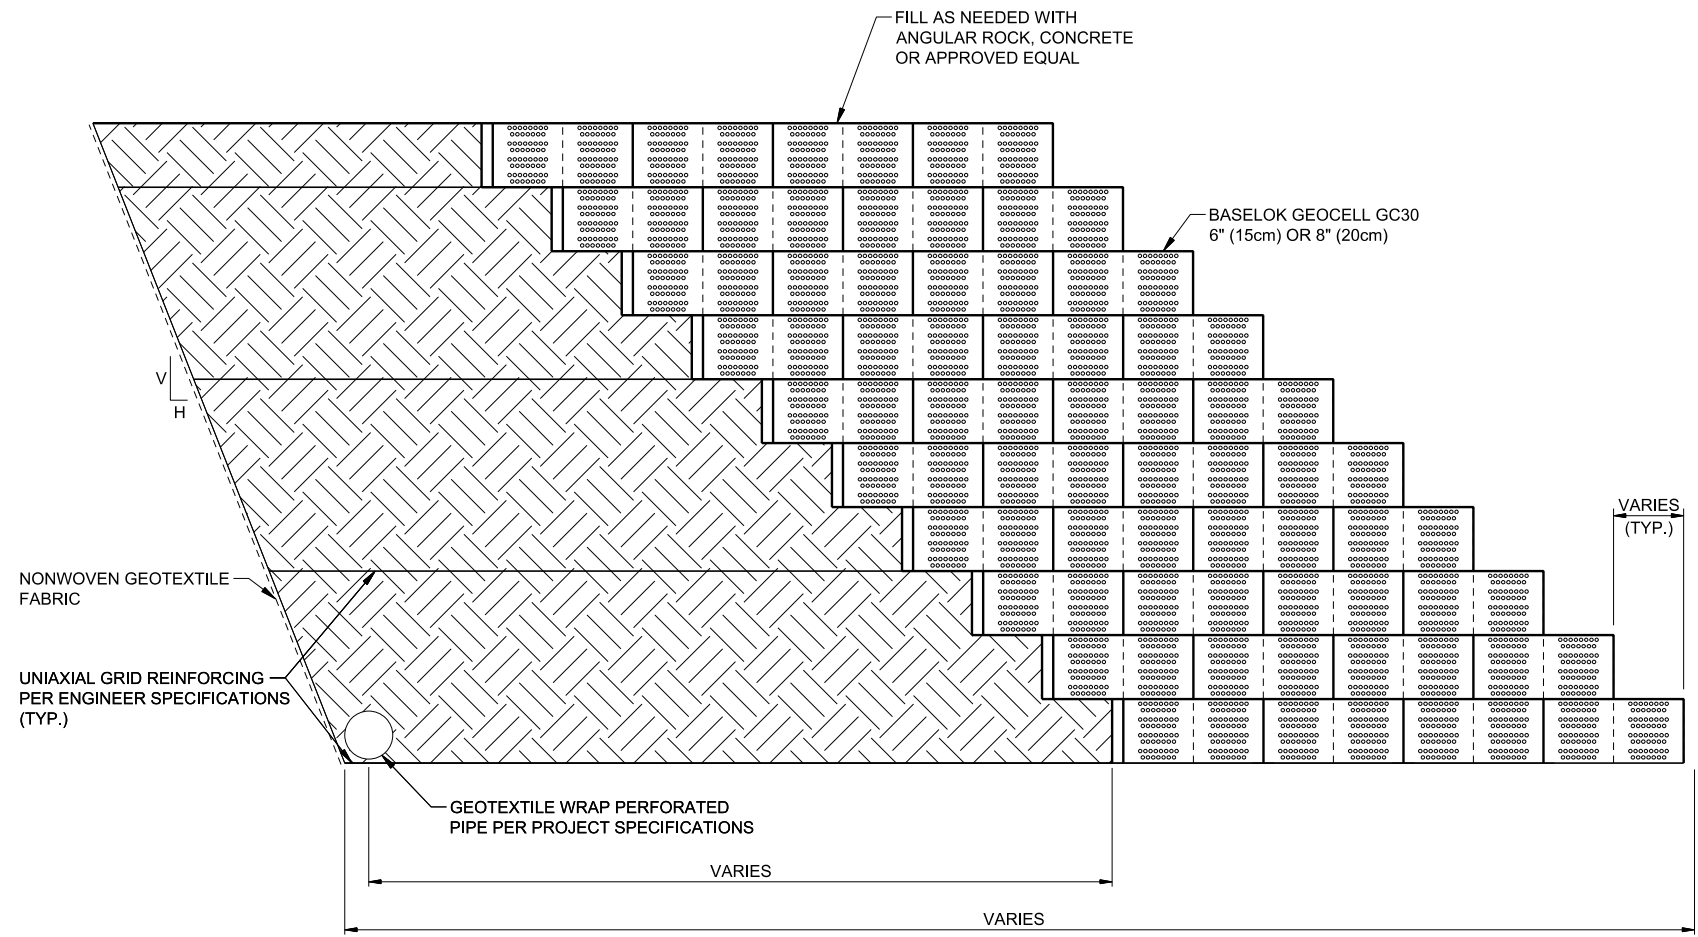 FILL AS NEEDED WITH
ANGULAR ROCK, CONCRETE
OR APPROVED EQUAL
BASELOK GEOCELL GC30
6" (15cm) OR 8" (20cm)
V
H
VARIES
(TYP.)
NONWOVEN GEOTEXTILE
FABRIC
UNIAXIAL GRID REINFORCING
PER ENGINEER SPECIFICATIONS
(TYP.)
GEOTEXTILE WRAP PERFORATED
PIPE PER PROJECT SPECIFICATIONS
VARIES
VARIES